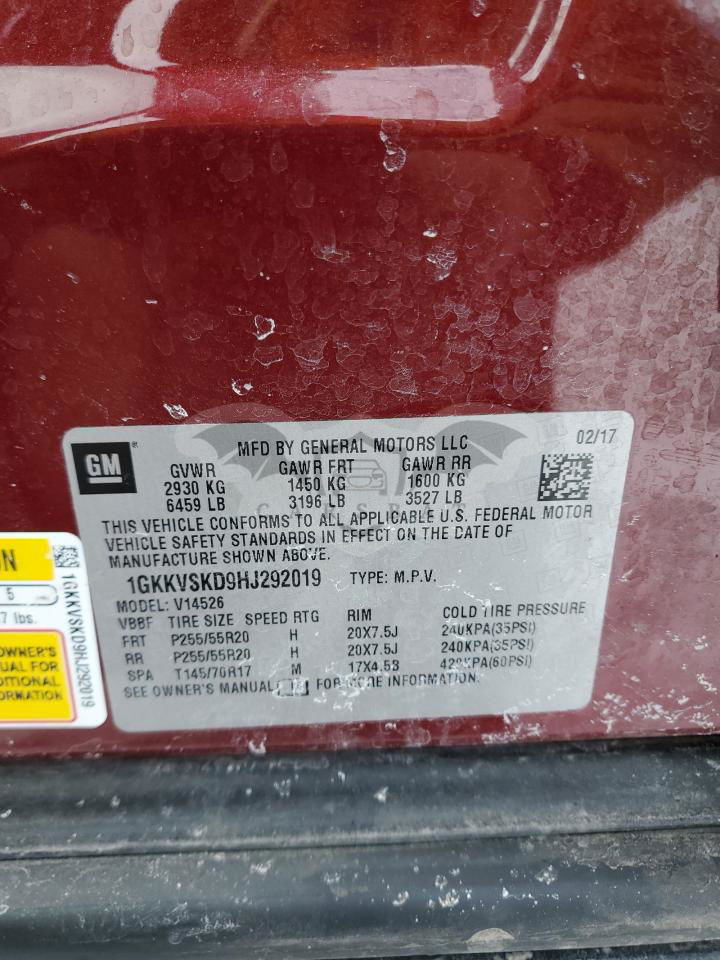 GM
MFD BY GENERAL MOTORS LLC
02/17
GVWR GAWR FRT GAWR RR
2930 KG 1450 KG 1600 KG
6459 LB 3196 LB 3527 LB
THIS VEHICLE CONFORMS TO ALL APPLICABLE U.S. FEDERAL MOTOR
VEHICLE SAFETY STANDARDS IN EFFECT ON THE DATE OF
MANUFACTURE SHOWN ABOVE.
1GKKVSKD9HJ292019 TYPE: M.P.V.
MODEL: V14526
VBBF TIRE SIZE SPEED RTG RIM COLD TIRE PRESSURE
FRT P255/55R20 H 20X7.5J 240KPA(35PSI)
RR P255/55R20 H 20X7.5J 240KPA(35PSI)
SPA T145/70R17 M 17X4.5B 420KPA(60PSI)
SEE OWNER'S MANUAL FOR MORE INFORMATION.
5
OWNER'S
FOR
1GKKVSKD9HJ292019